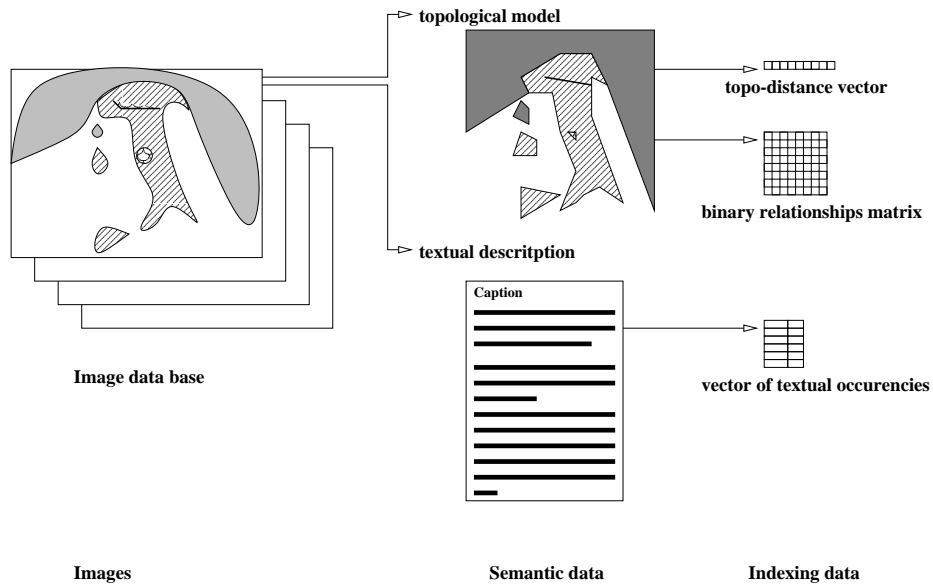 topological model
topo-distance vector
binary relationships matrix
textual descritption
Caption
Image data base
vector of textual occurencies
Images
Semantic data
Indexing data